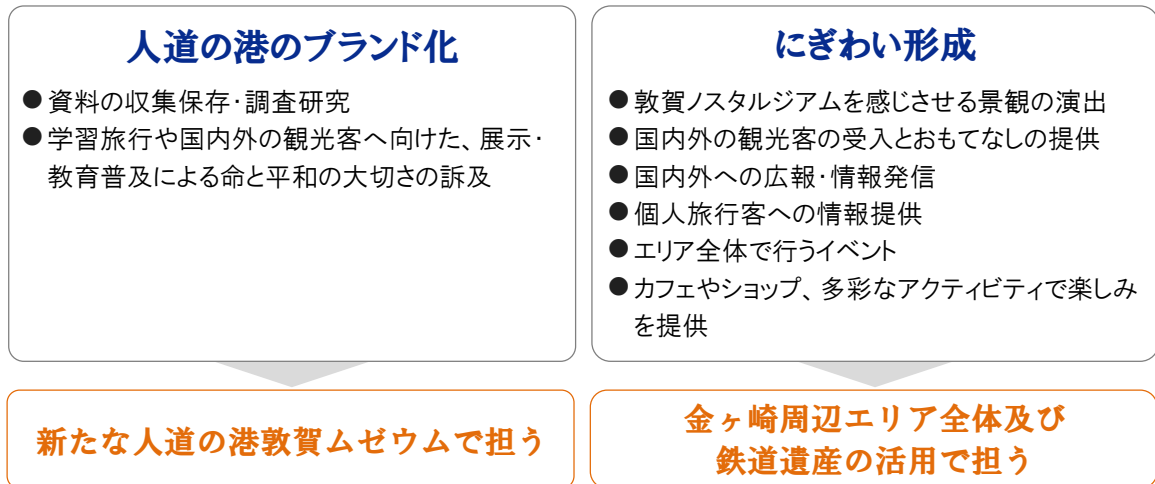 人道の港のブランド化
● 資料の収集保存・調査研究
● 学習旅行や国内外の観光客へ向けた、展示・
教育普及による命と平和の大切さの訴及
新たな人道の港敦賀ムゼウムで担う
にぎわい形成
● 敦賀ノスタルジアムを感じさせる景観の演出
● 国内外の観光客の受入とおもてなしの提供
● 国内外への広報・情報発信
● 個人旅行客への情報提供
● エリア全体で行うイベント
● カフェやショップ、多彩なアクティビティで楽しみ
を提供
金ヶ崎周辺エリア全体及び
鉄道遺産の活用で担う